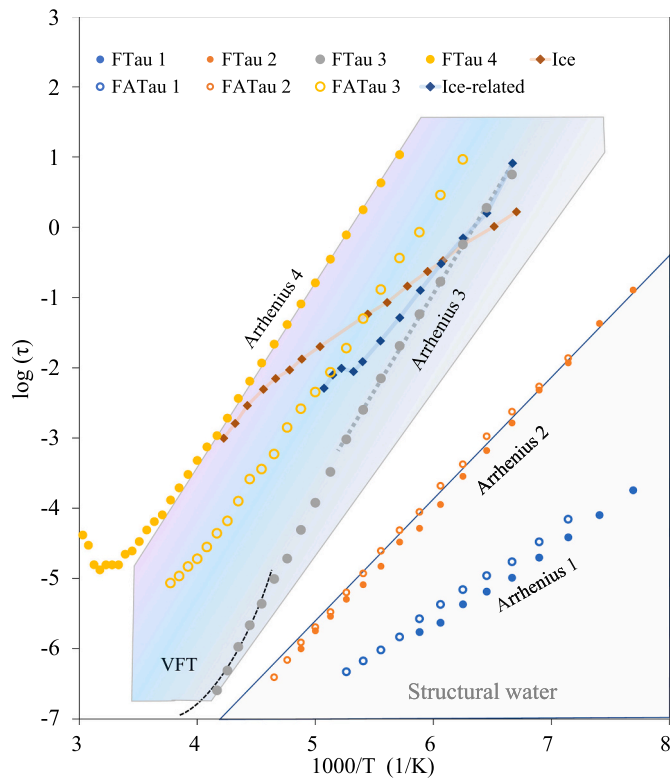 3
FTau 1 FTau 2 FTau 3 FTau 4 Ice
FATau 1 FATau 2 FATau 3 Ice-related
2
1
0
-1
-2
-3
-4
-5
-6
-7
log (τ)
Arrhenius 4
Arrhenius 3
Arrhenius 2
Arrhenius 1
VFT
Structural water
3 4 5 6 7 8
1000/T (1/K)